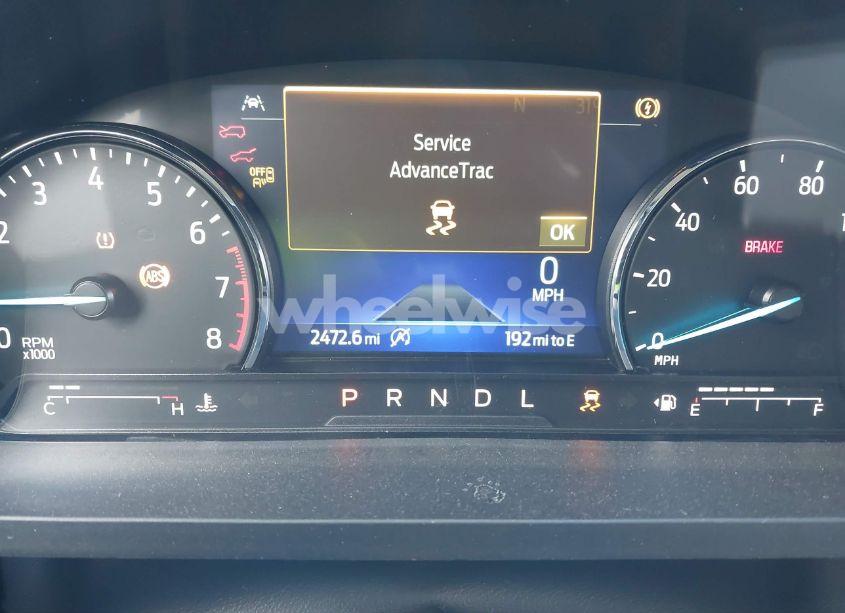 N 319
Service
AdvanceTrac
OK
OFF
ABS
2 3 4 5 6 7 8
0
RPM
x1000
0
MPH
2472.6 mi
192 mi to E
wheelwise
0 20 40 60 80
BRAKE
MPH
C H
P R N D L
E F